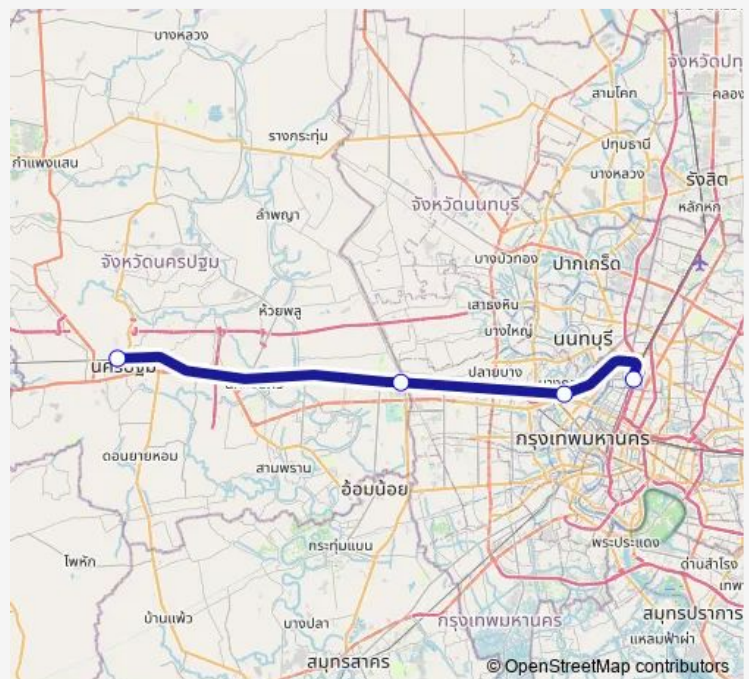 บางหลวง
จังหวัดปทุ
สามโคก
คลอง
รางกระทุ่ม
ปทุมธานี
กำแพงแสน
บางหลวง
รังสิต
จังหวัดนนทบุรี
หลักหก
ลำพญา
บางบัวทอง
ปากเกร็ด
จังหวัดนครปฐม
ห้วยพลู
เสาธงหิน
บางใหญ่
นนทบุรี
นครปฐม
ปลายบาง
กรุงเทพมหานคร
ดอนยายหอม
สามพราน
อ้อมน้อย
กระทุ่มแบน
พระประแดง
โพหัก
ด่านสำโรง
เทพา
บ้านแพ้ว
บางปลา
กรุงเทพมหานคร
สมุทรปราการ
แหลมฟ้าผ่า
สมุทรสาคร
© OpenStreetMap contributors